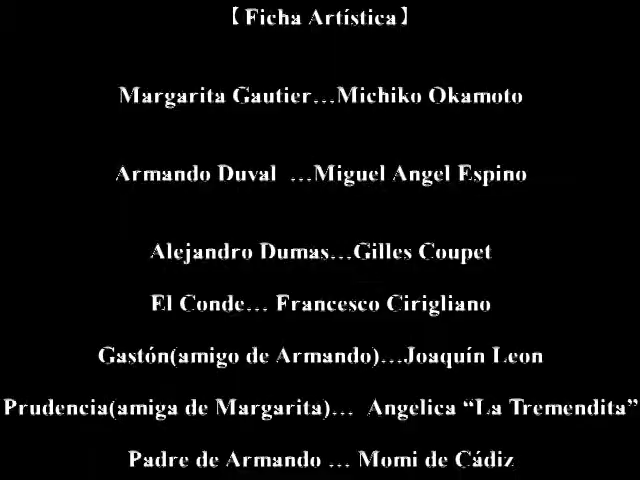 【Ficha Artística】
Margarita Gautier…Michiko Okamoto
Armando Duval …Miguel Angel Espino
Alejandro Dumas…Gilles Coupet
El Conde… Francesco Cirigliano
Gastón(amigo de Armando)…Joaquín Leon
Prudencia(amiga de Margarita)… Angelica “La Tremendita”
Padre de Armando … Momi de Cádiz